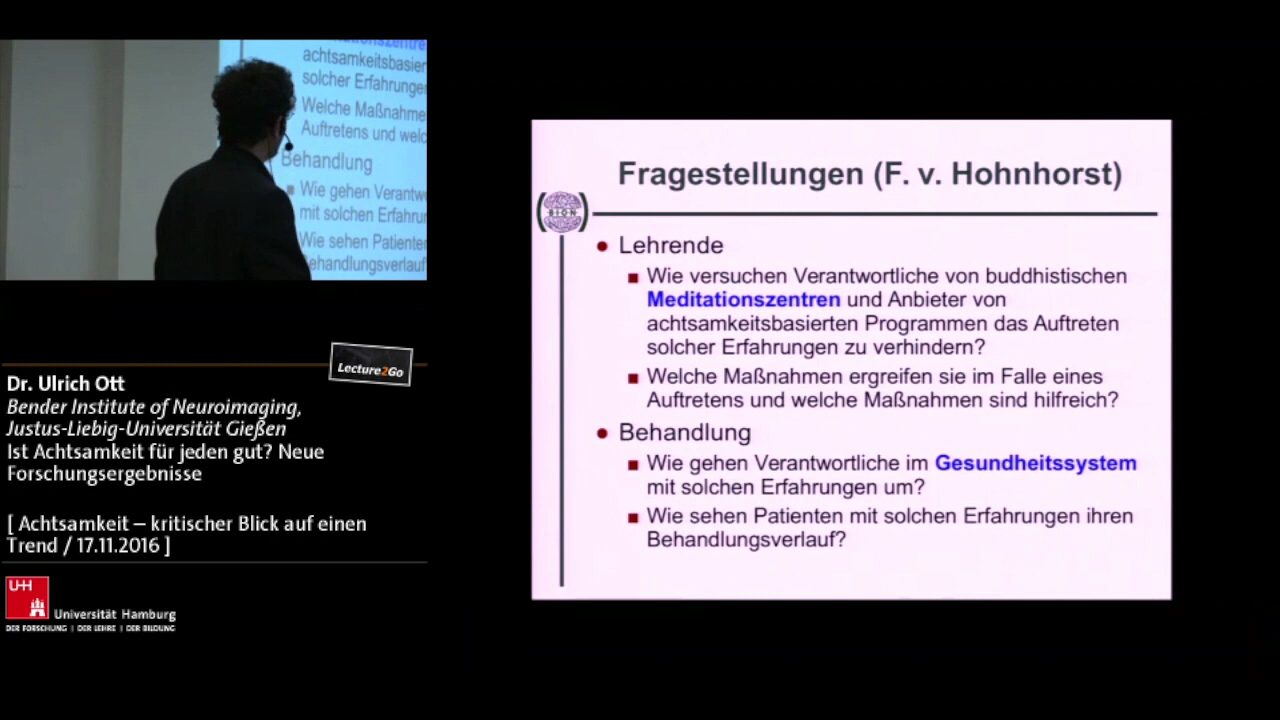 ationszentre
achtsamkeitsbasier
solcher Erfahrunge
Welche Maßnahme
Auftretens und welc
Behandlung
Wie gehen Verantw
mit solchen Erfahru
Wie sehen Patiente
ehandlungsverlauf
Lecture2Go
Dr. Ulrich Ott
Bender Institute of Neuroimaging,
Justus-Liebig-Universität Gießen
Ist Achtsamkeit für jeden gut? Neue
Forschungsergebnisse
[ Achtsamkeit – kritischer Blick auf einen
Trend / 17.11.2016 ]
UHH
Universität Hamburg
DER FORSCHUNG | DER LEHRE | DER BILDUNG
Fragestellungen (F. v. Hohnhorst)
(BION)
Lehrende
Wie versuchen Verantwortliche von buddhistischen
Meditationszentren und Anbieter von
achtsamkeitsbasierten Programmen das Auftreten
solcher Erfahrungen zu verhindern?
Welche Maßnahmen ergreifen sie im Falle eines
Auftretens und welche Maßnahmen sind hilfreich?
Behandlung
Wie gehen Verantwortliche im Gesundheitssystem
mit solchen Erfahrungen um?
Wie sehen Patienten mit solchen Erfahrungen ihren
Behandlungsverlauf?